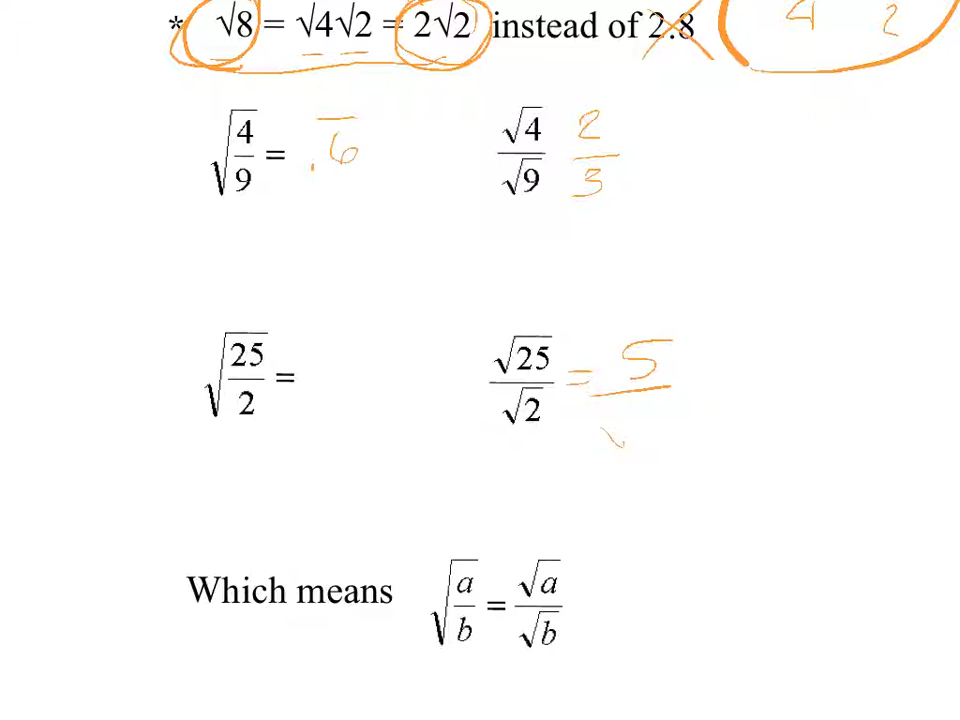 * √8 = √4√2 = 2√2 instead of 2.8 4 2
√(4/9) = .6̅ √4/√9 2/3
√(25/2) = √25/√2 = 5/
Which means √(a/b) = √a/√b